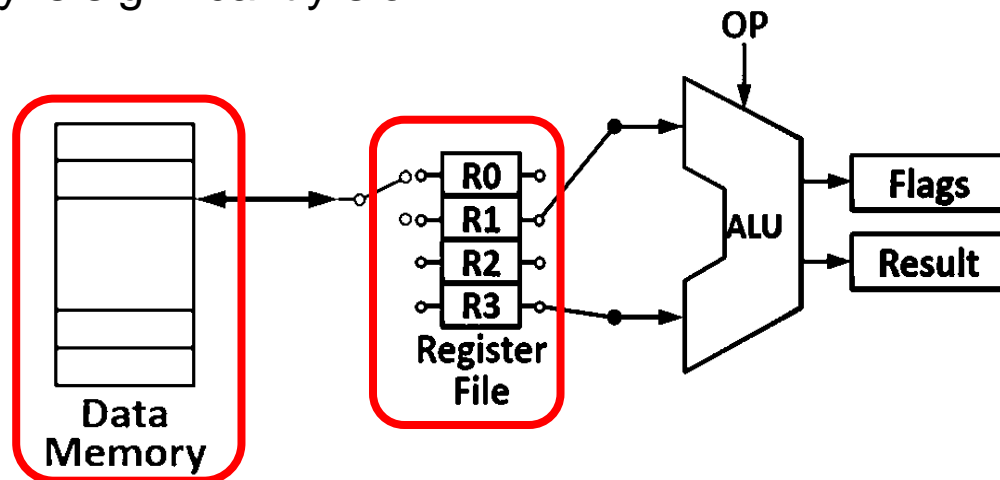 OP
R0
R1
R2
R3
Register
File
ALU
Flags
Result
Data
Memory